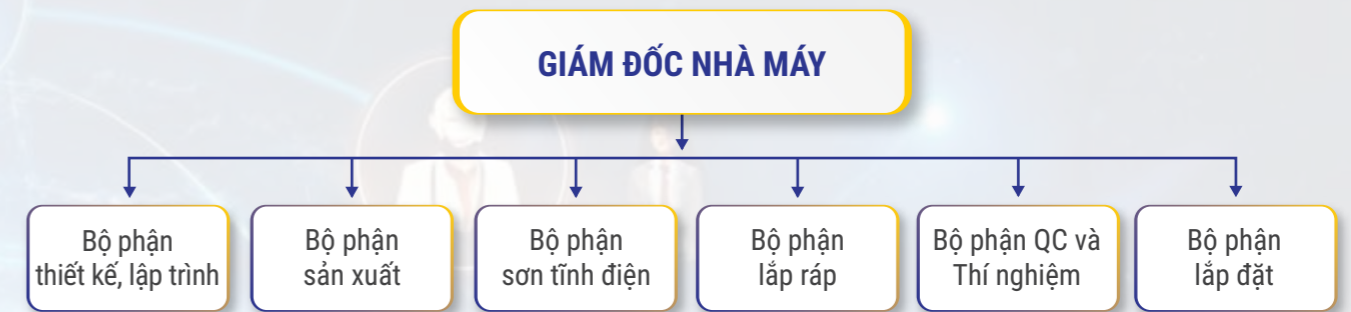 GIÁM ĐỐC NHÀ MÁY
Bộ phận
thiết kế, lập trình
Bộ phận
sản xuất
Bộ phận
sơn tĩnh điện
Bộ phận
lắp ráp
Bộ phận QC và
Thí nghiệm
Bộ phận
lắp đặt